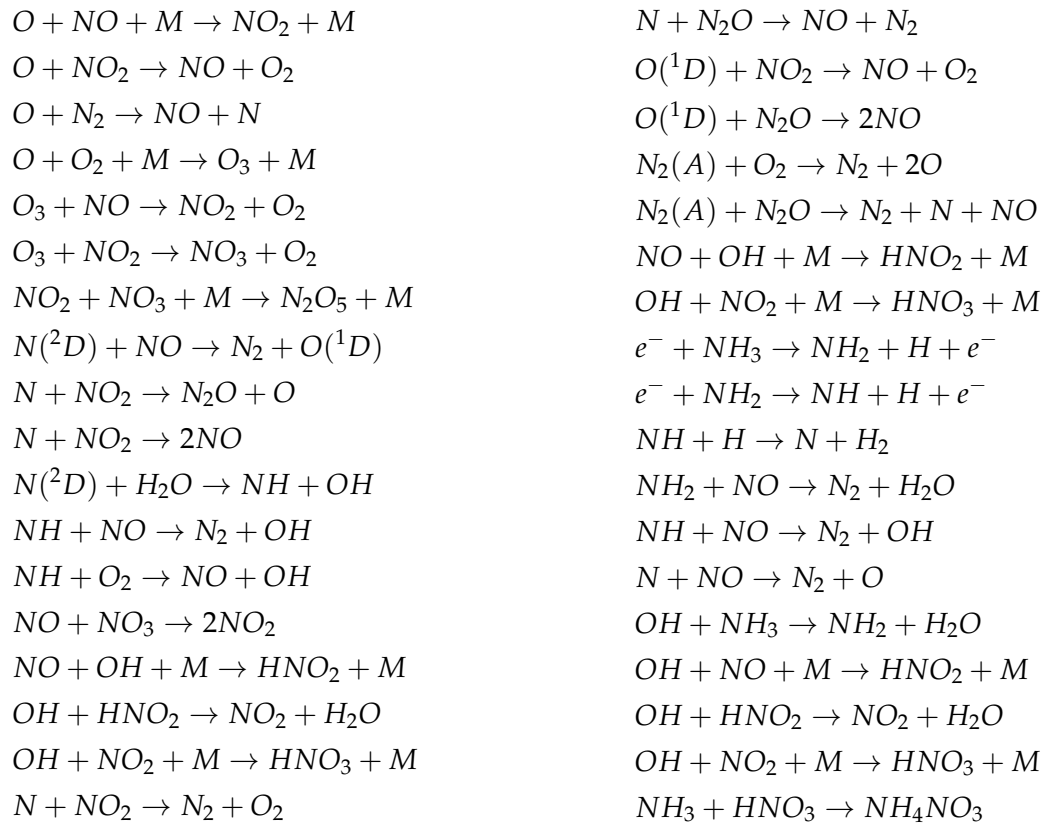 O + NO + M → NO₂ + M
O + NO₂ → NO + O₂
O + N₂ → NO + N
O + O₂ + M → O₃ + M
O₃ + NO → NO₂ + O₂
O₃ + NO₂ → NO₃ + O₂
NO₂ + NO₃ + M → N₂O₅ + M
N(²D) + NO → N₂ + O(¹D)
N + NO₂ → N₂O + O
N + NO₂ → 2NO
N(²D) + H₂O → NH + OH
NH + NO → N₂ + OH
NH + O₂ → NO + OH
NO + NO₃ → 2NO₂
NO + OH + M → HNO₂ + M
OH + HNO₂ → NO₂ + H₂O
OH + NO₂ + M → HNO₃ + M
N + NO₂ → N₂ + O₂
N + N₂O → NO + N₂
O(¹D) + NO₂ → NO + O₂
O(¹D) + N₂O → 2NO
N₂(A) + O₂ → N₂ + 2O
N₂(A) + N₂O → N₂ + N + NO
NO + OH + M → HNO₂ + M
OH + NO₂ + M → HNO₃ + M
e⁻ + NH₃ → NH₂ + H + e⁻
e⁻ + NH₂ → NH + H + e⁻
NH + H → N + H₂
NH₂ + NO → N₂ + H₂O
NH + NO → N₂ + OH
N + NO → N₂ + O
OH + NH₃ → NH₂ + H₂O
OH + NO + M → HNO₂ + M
OH + HNO₂ → NO₂ + H₂O
OH + NO₂ + M → HNO₃ + M
NH₃ + HNO₃ → NH₄NO₃